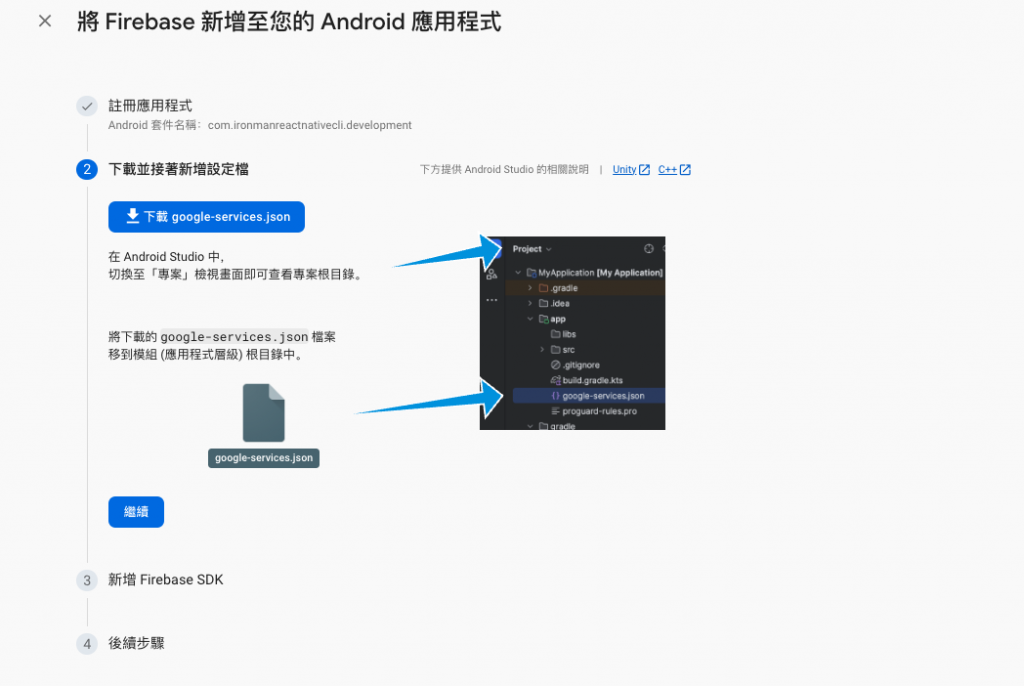 將 Firebase 新增至您的 Android 應用程式
註冊應用程式
Android 套件名稱： com.ironmanreactnativecli.development
2 下載並接著新增設定檔
下方提供 Android Studio 的相關說明 | Unity C++
下載 google-services.json
在 Android Studio 中，
切換至「專案」檢視畫面即可查看專案根目錄。
將下載的 google-services.json 檔案
移到模組 (應用程式層級) 根目錄中。
google-services.json
Project
MyApplication [My Application]
.gradle
.idea
app
libs
src
.gitignore
build.gradle.kts
google-services.json
proguard-rules.pro
gradle
繼續
3 新增 Firebase SDK
4 後續步驟